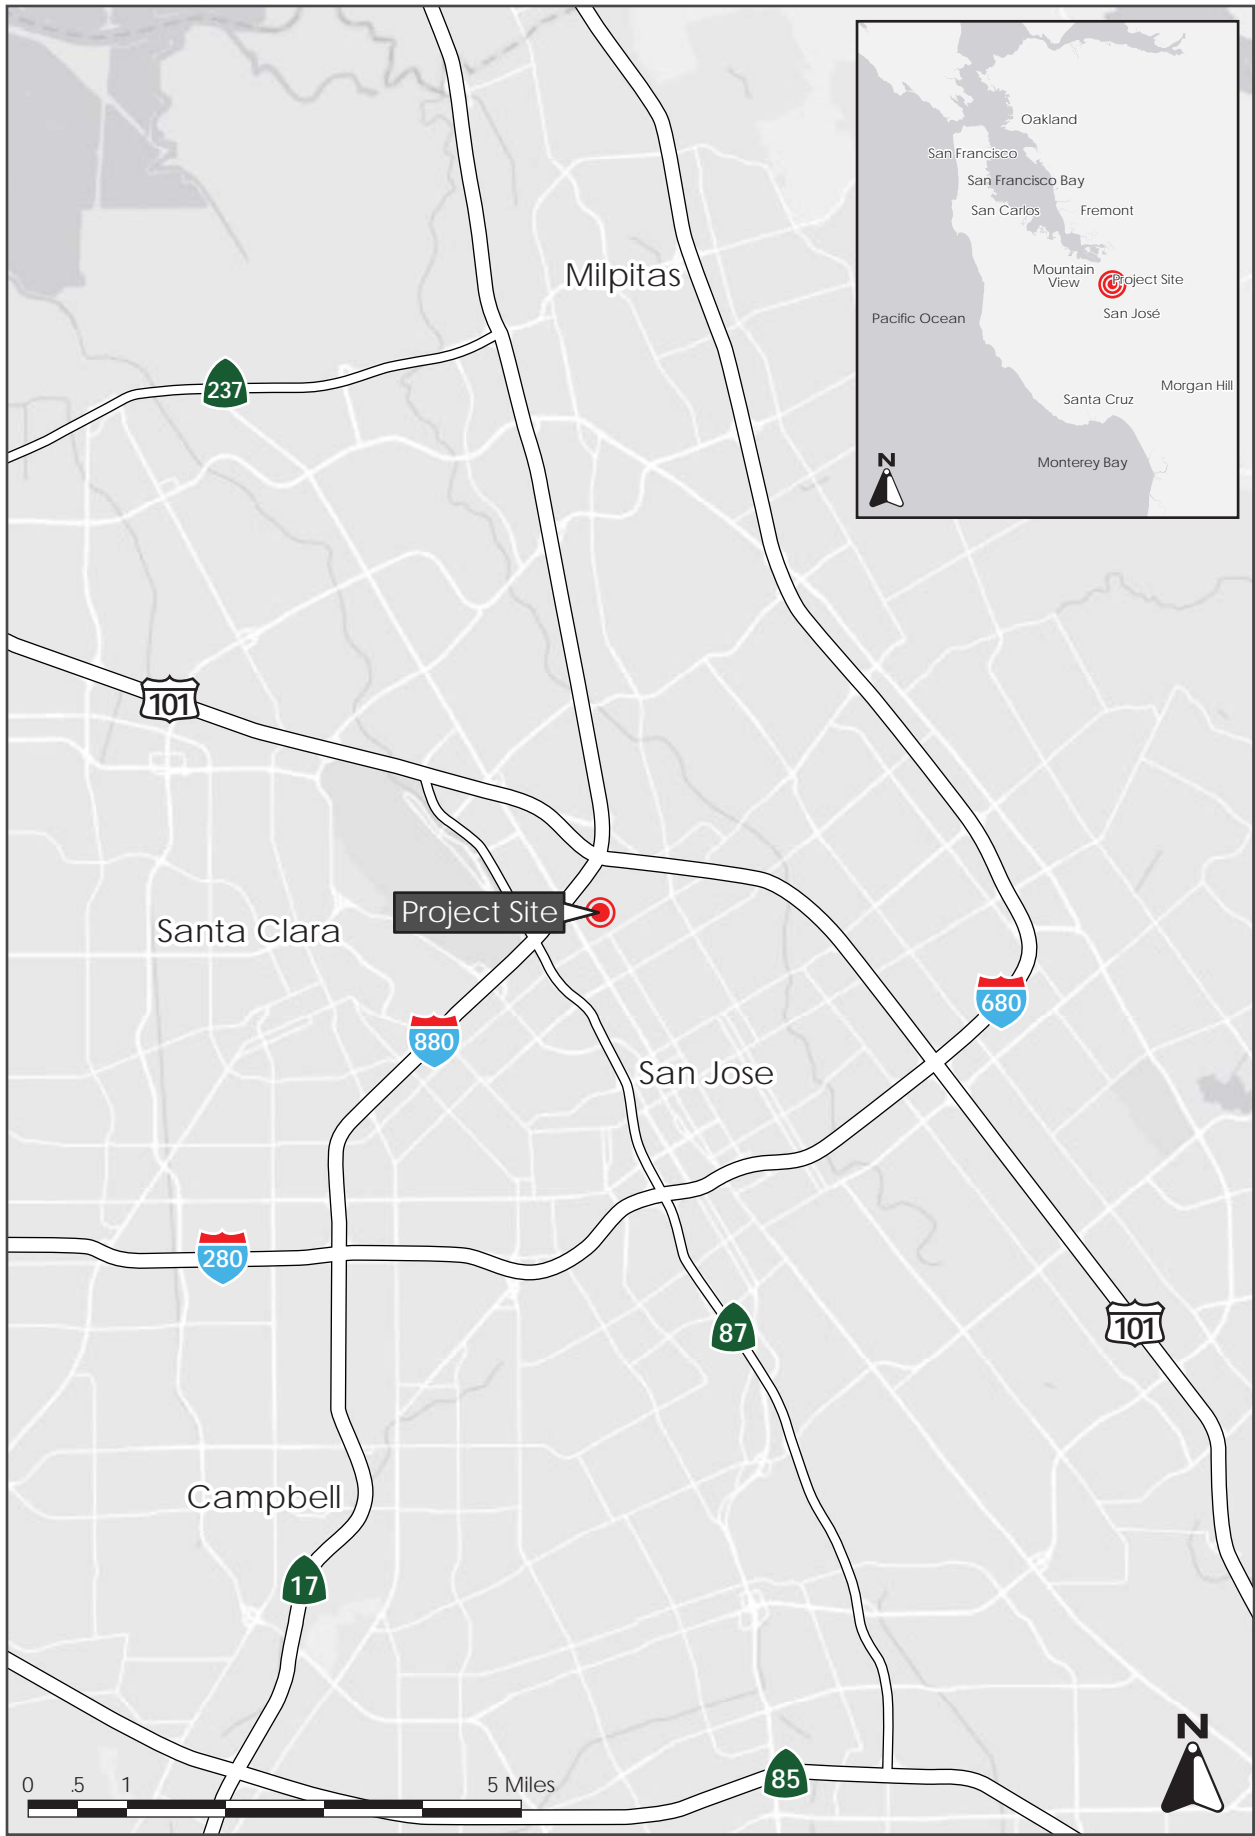 Oakland
San Francisco
San Francisco Bay
San Carlos
Fremont
Mountain
View
Project Site
San José
Pacific Ocean
Morgan Hill
Santa Cruz
Monterey Bay
N
Milpitas
237
101
Project Site
Santa Clara
680
880
San Jose
280
87
101
Campbell
17
N
85
0 .5 1 5 Miles